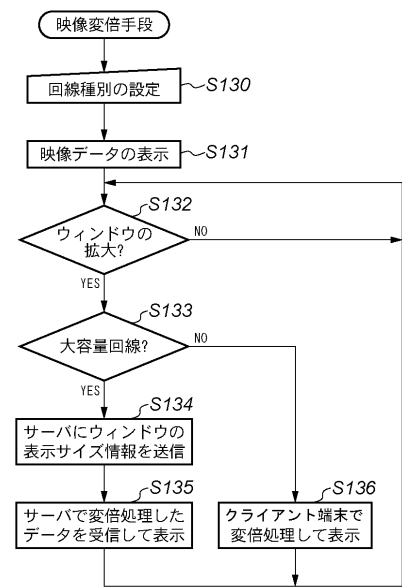 映像変倍手段
回線種別の設定
S130
映像データの表示
S131
S132
ウィンドウの
拡大?
NO
YES
S133
大容量回線?
NO
YES
S134
サーバにウィンドウの
表示サイズ情報を送信
S135
サーバで変倍処理した
データを受信して表示
S136
クライアント端末で
変倍処理して表示